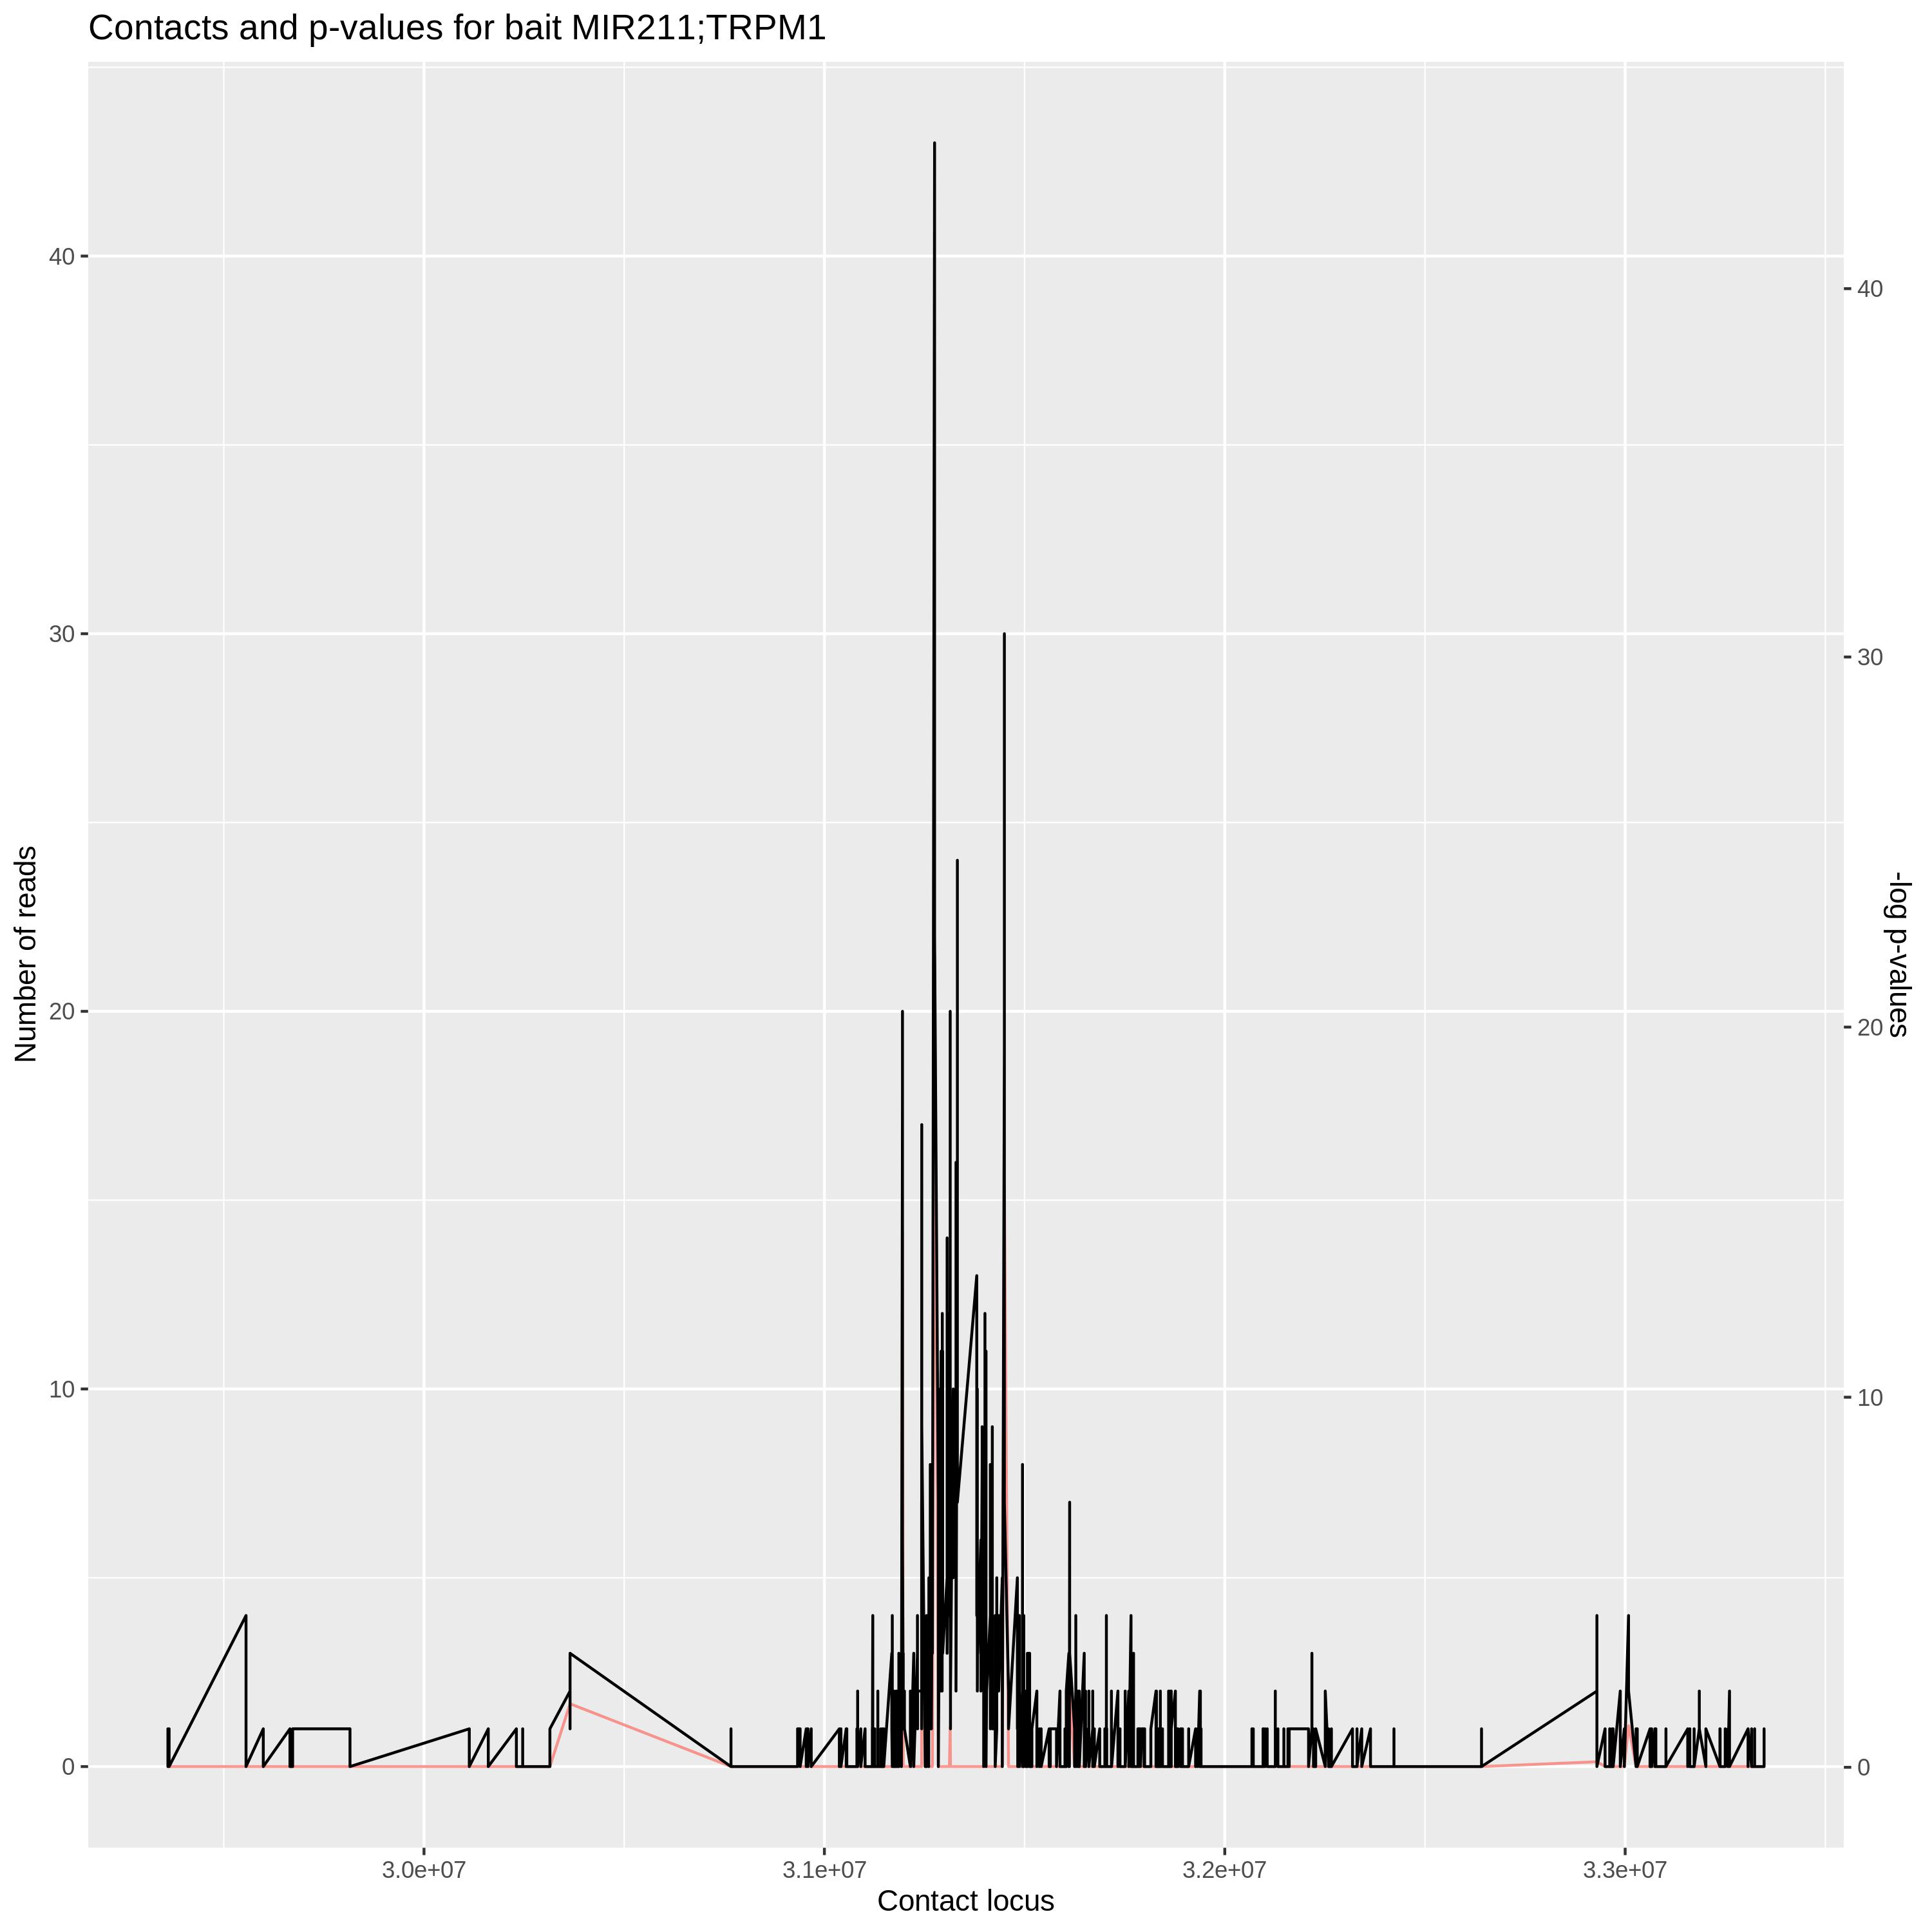 Contacts and p-values for bait MIR211;TRPM1
40
30
20
10
0
Number of reads
40
30
20
10
0
-log p-values
3.0e+07
3.1e+07
3.2e+07
3.3e+07
Contact locus